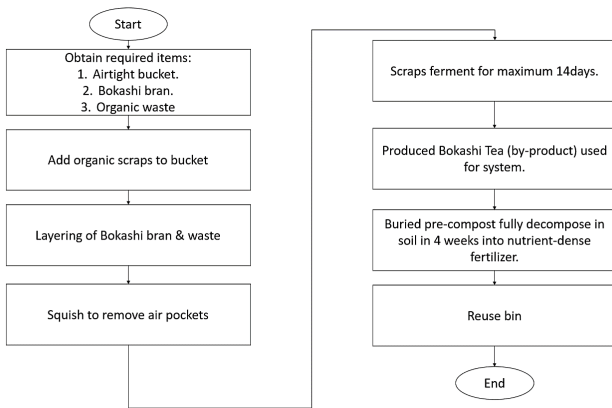 Start
Obtain required items:
1. Airtight bucket.
2. Bokashi bran.
3. Organic waste
Add organic scraps to bucket
Layering of Bokashi bran & waste
Squish to remove air pockets
Scraps ferment for maximum 14days.
Produced Bokashi Tea (by-product) used
for system.
Buried pre-compost fully decompose in
soil in 4 weeks into nutrient-dense
fertilizer.
Reuse bin
End